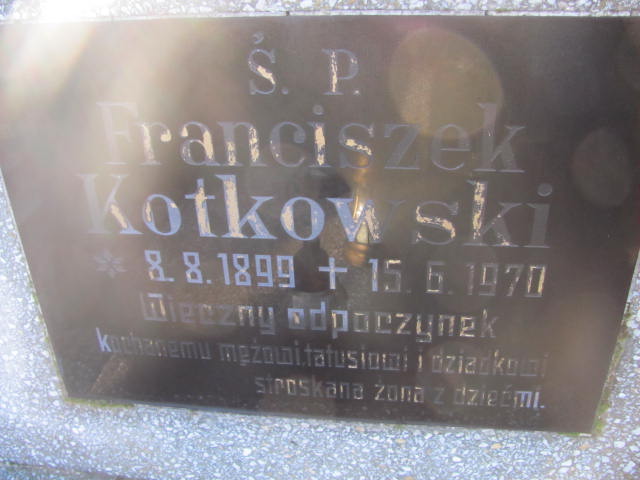 Ś. P.
Franciszek
Kotkowski
* 8.8.1899 + 15.6.1970
Wieczny odpoczynek
kochanemu mężowi, tatusiowi i dziadkowi
stroskana żona z dziećmi.